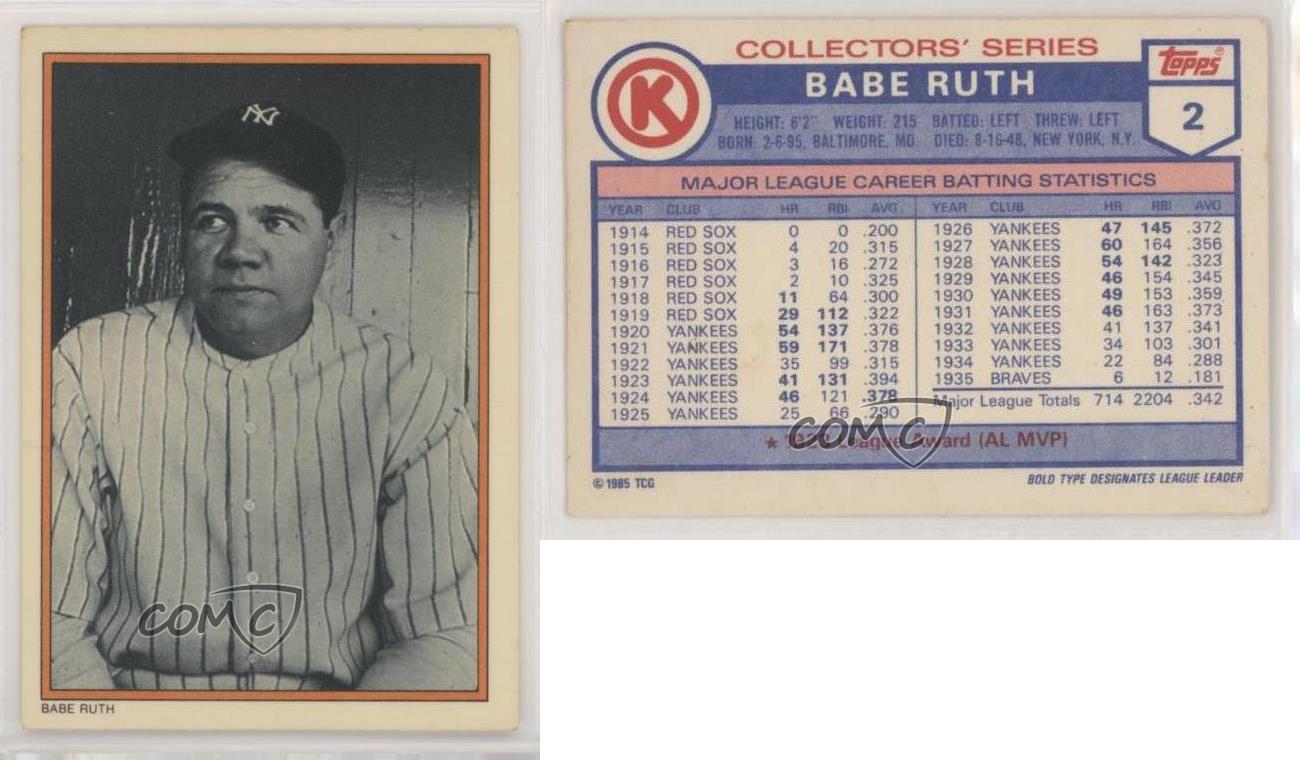 NY
BABE RUTH
COMC
K
COLLECTORS' SERIES
BABE RUTH
HEIGHT: 6'2" WEIGHT: 215 BATTED: LEFT THREW: LEFT
BORN: 2-6-95, BALTIMORE, MD. DIED: 8-16-48, NEW YORK, N.Y.
Topps®
2
MAJOR LEAGUE CAREER BATTING STATISTICS
YEAR CLUB HR RBI AVG
1914 RED SOX 0 0 .200
1915 RED SOX 4 20 .315
1916 RED SOX 3 16 .272
1917 RED SOX 2 10 .325
1918 RED SOX 11 64 .300
1919 RED SOX 29 112 .322
1920 YANKEES 54 137 .376
1921 YANKEES 59 171 .378
1922 YANKEES 35 99 .315
1923 YANKEES 41 131 .394
1924 YANKEES 46 121 .378
1925 YANKEES 25 66 .290
YEAR CLUB HR RBI AVG
1926 YANKEES 47 145 .372
1927 YANKEES 60 164 .356
1928 YANKEES 54 142 .323
1929 YANKEES 46 154 .345
1930 YANKEES 49 153 .359
1931 YANKEES 46 163 .373
1932 YANKEES 41 137 .341
1933 YANKEES 34 103 .301
1934 YANKEES 22 84 .288
1935 BRAVES 6 12 .181
Major League Totals 714 2204 .342
★ 1923 League Award (AL MVP)
COMC
© 1985 TCG
BOLD TYPE DESIGNATES LEAGUE LEADER